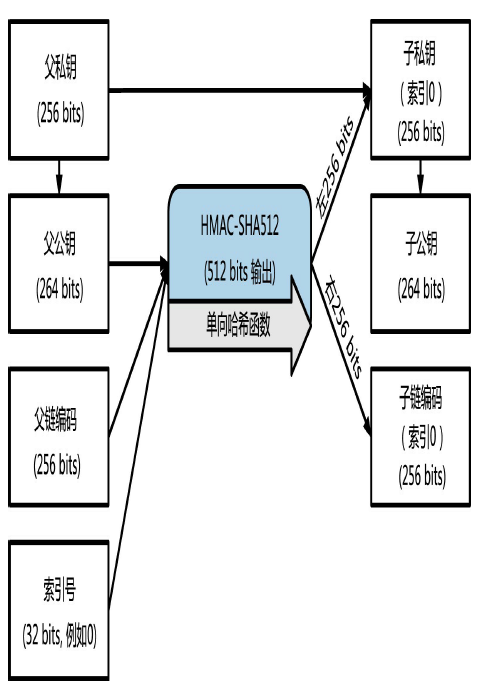 父私钥
(256 bits)
父公钥
(264 bits)
父链编码
(256 bits)
索引号
(32 bits, 例如0)
HMAC-SHA512
(512 bits 输出)
单向哈希函数
左256 bits
右256 bits
子私钥
(索引0)
(256 bits)
子公钥
(264 bits)
子链编码
(索引0)
(256 bits)